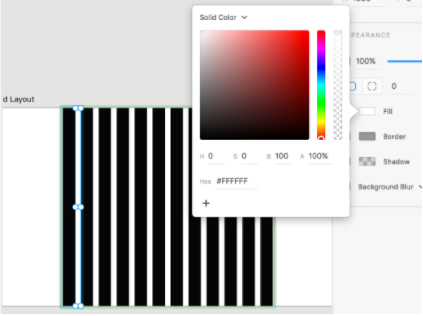 Solid Color
PEARANCE
100%
d Layout
0
Fill
Border
Shadow
Background Blur
H 0 S 0 B 100 A 100%
Hex #FFFFFF
+